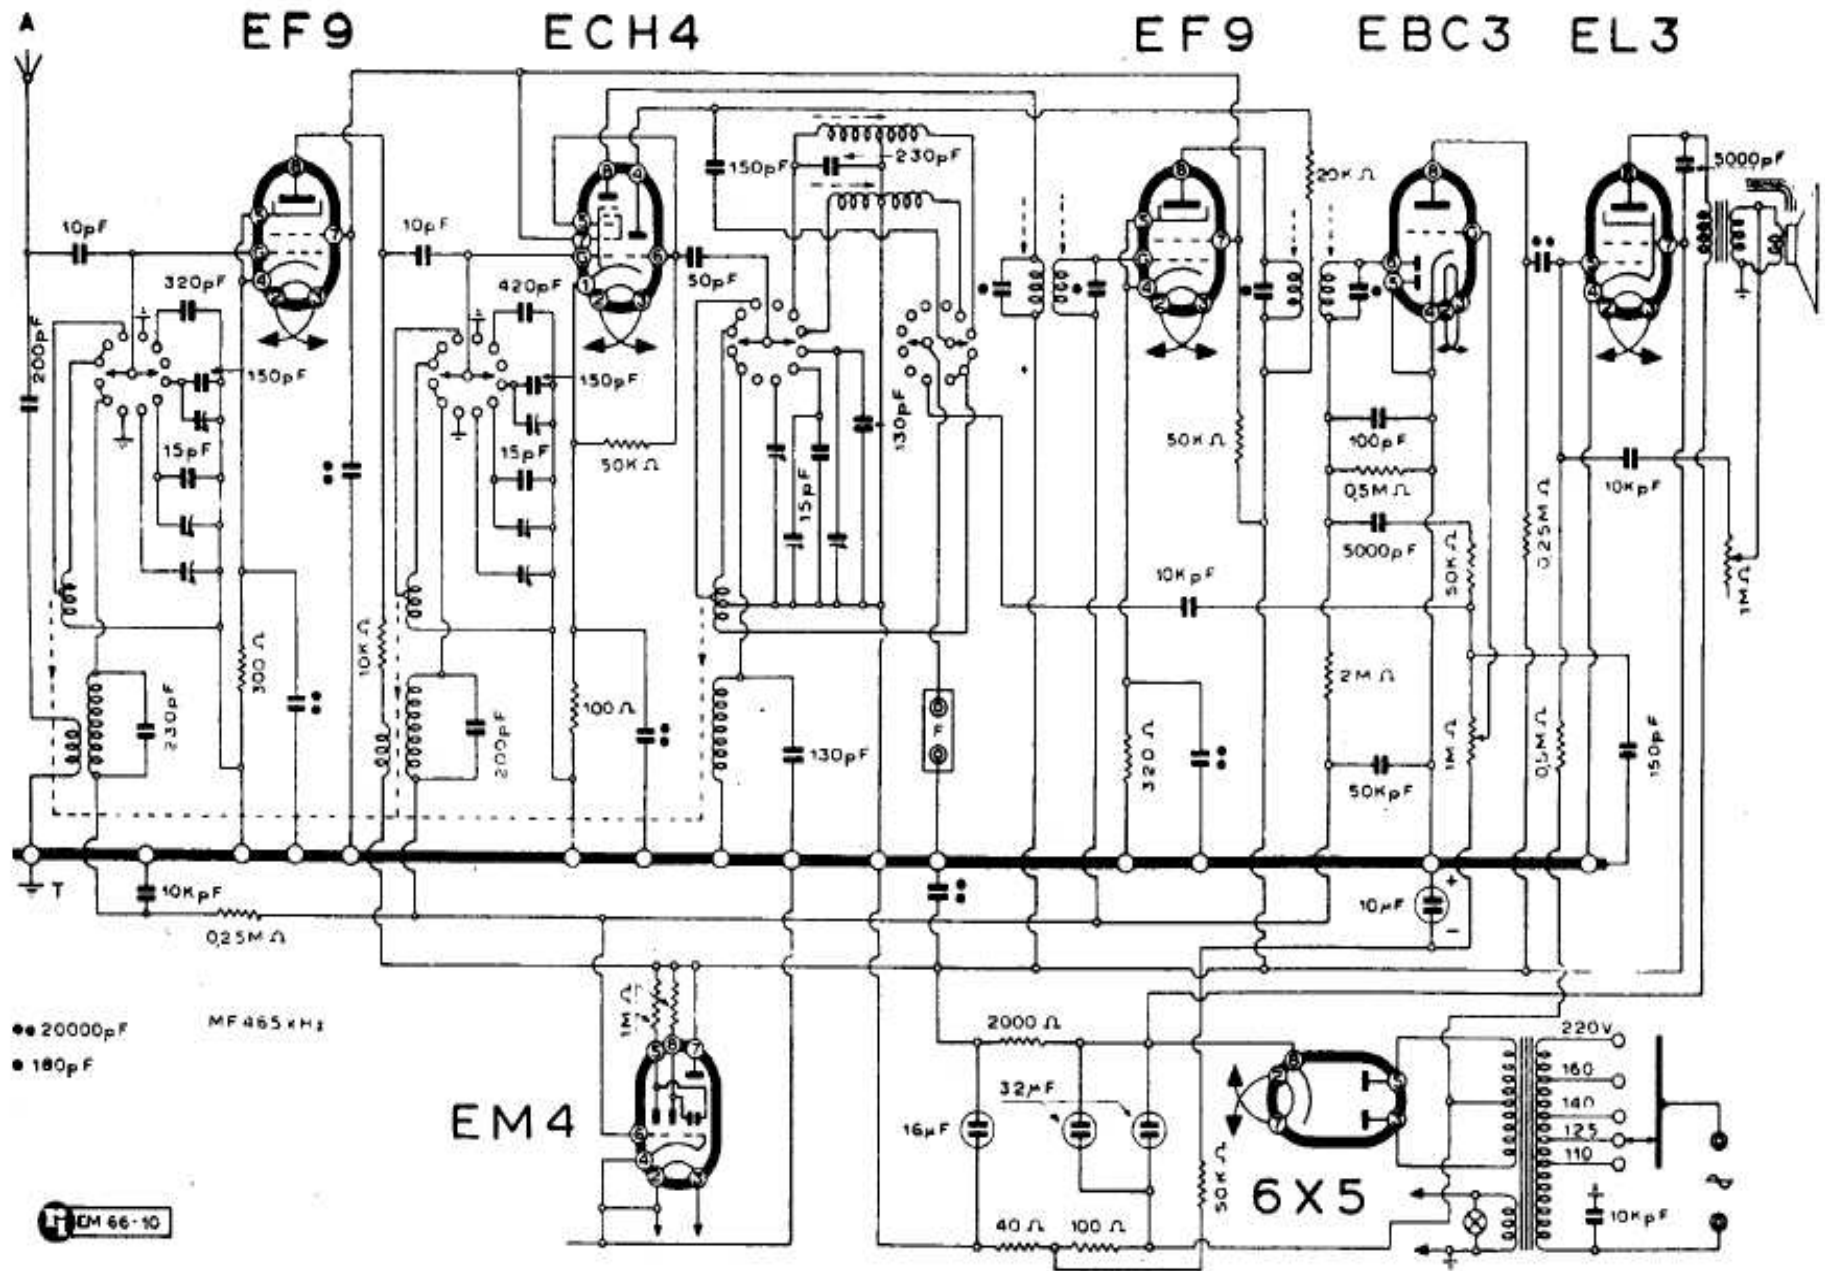 A
EF9
ECH4
EF9
EBC3
EL3
10pF
320pF
200pF
150pF
15pF
230pF
300Ω
10KΩ
10pF
420pF
150pF
15pF
200pF
50KΩ
100Ω
50pF
150pF
230pF
15pF
130pF
130pF
F
50KΩ
10KpF
320Ω
20KΩ
100pF
0,5MΩ
5000pF
50KΩ
2MΩ
1MΩ
50KpF
0,25MΩ
0,5MΩ
150pF
5000pF
10KpF
1MΩ
T
10KpF
0,25MΩ
10µF
+
-
●● 20000pF
● 180pF
MF 465 KHz
1MΩ
EM4
2000Ω
32µF
16µF
40Ω
100Ω
50KΩ
6X5
220V
160
140
125
110
10KpF
EM 66-10